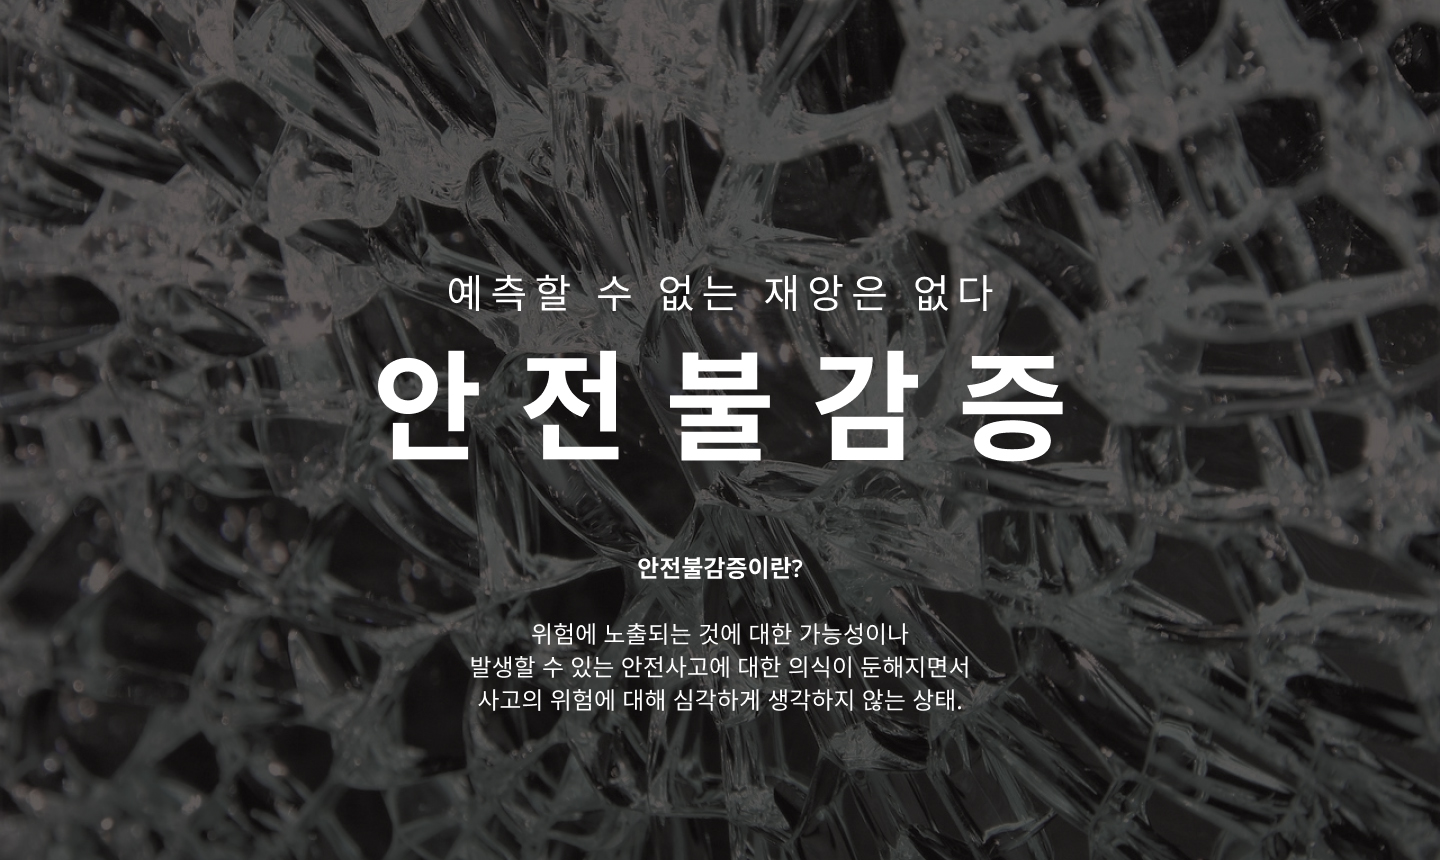 예측할 수 없는 재앙은 없다
안전불감증
안전불감증이란?
위험에 노출되는 것에 대한 가능성이나
발생할 수 있는 안전사고에 대한 의식이 둔해지면서
사고의 위험에 대해 심각하게 생각하지 않는 상태.